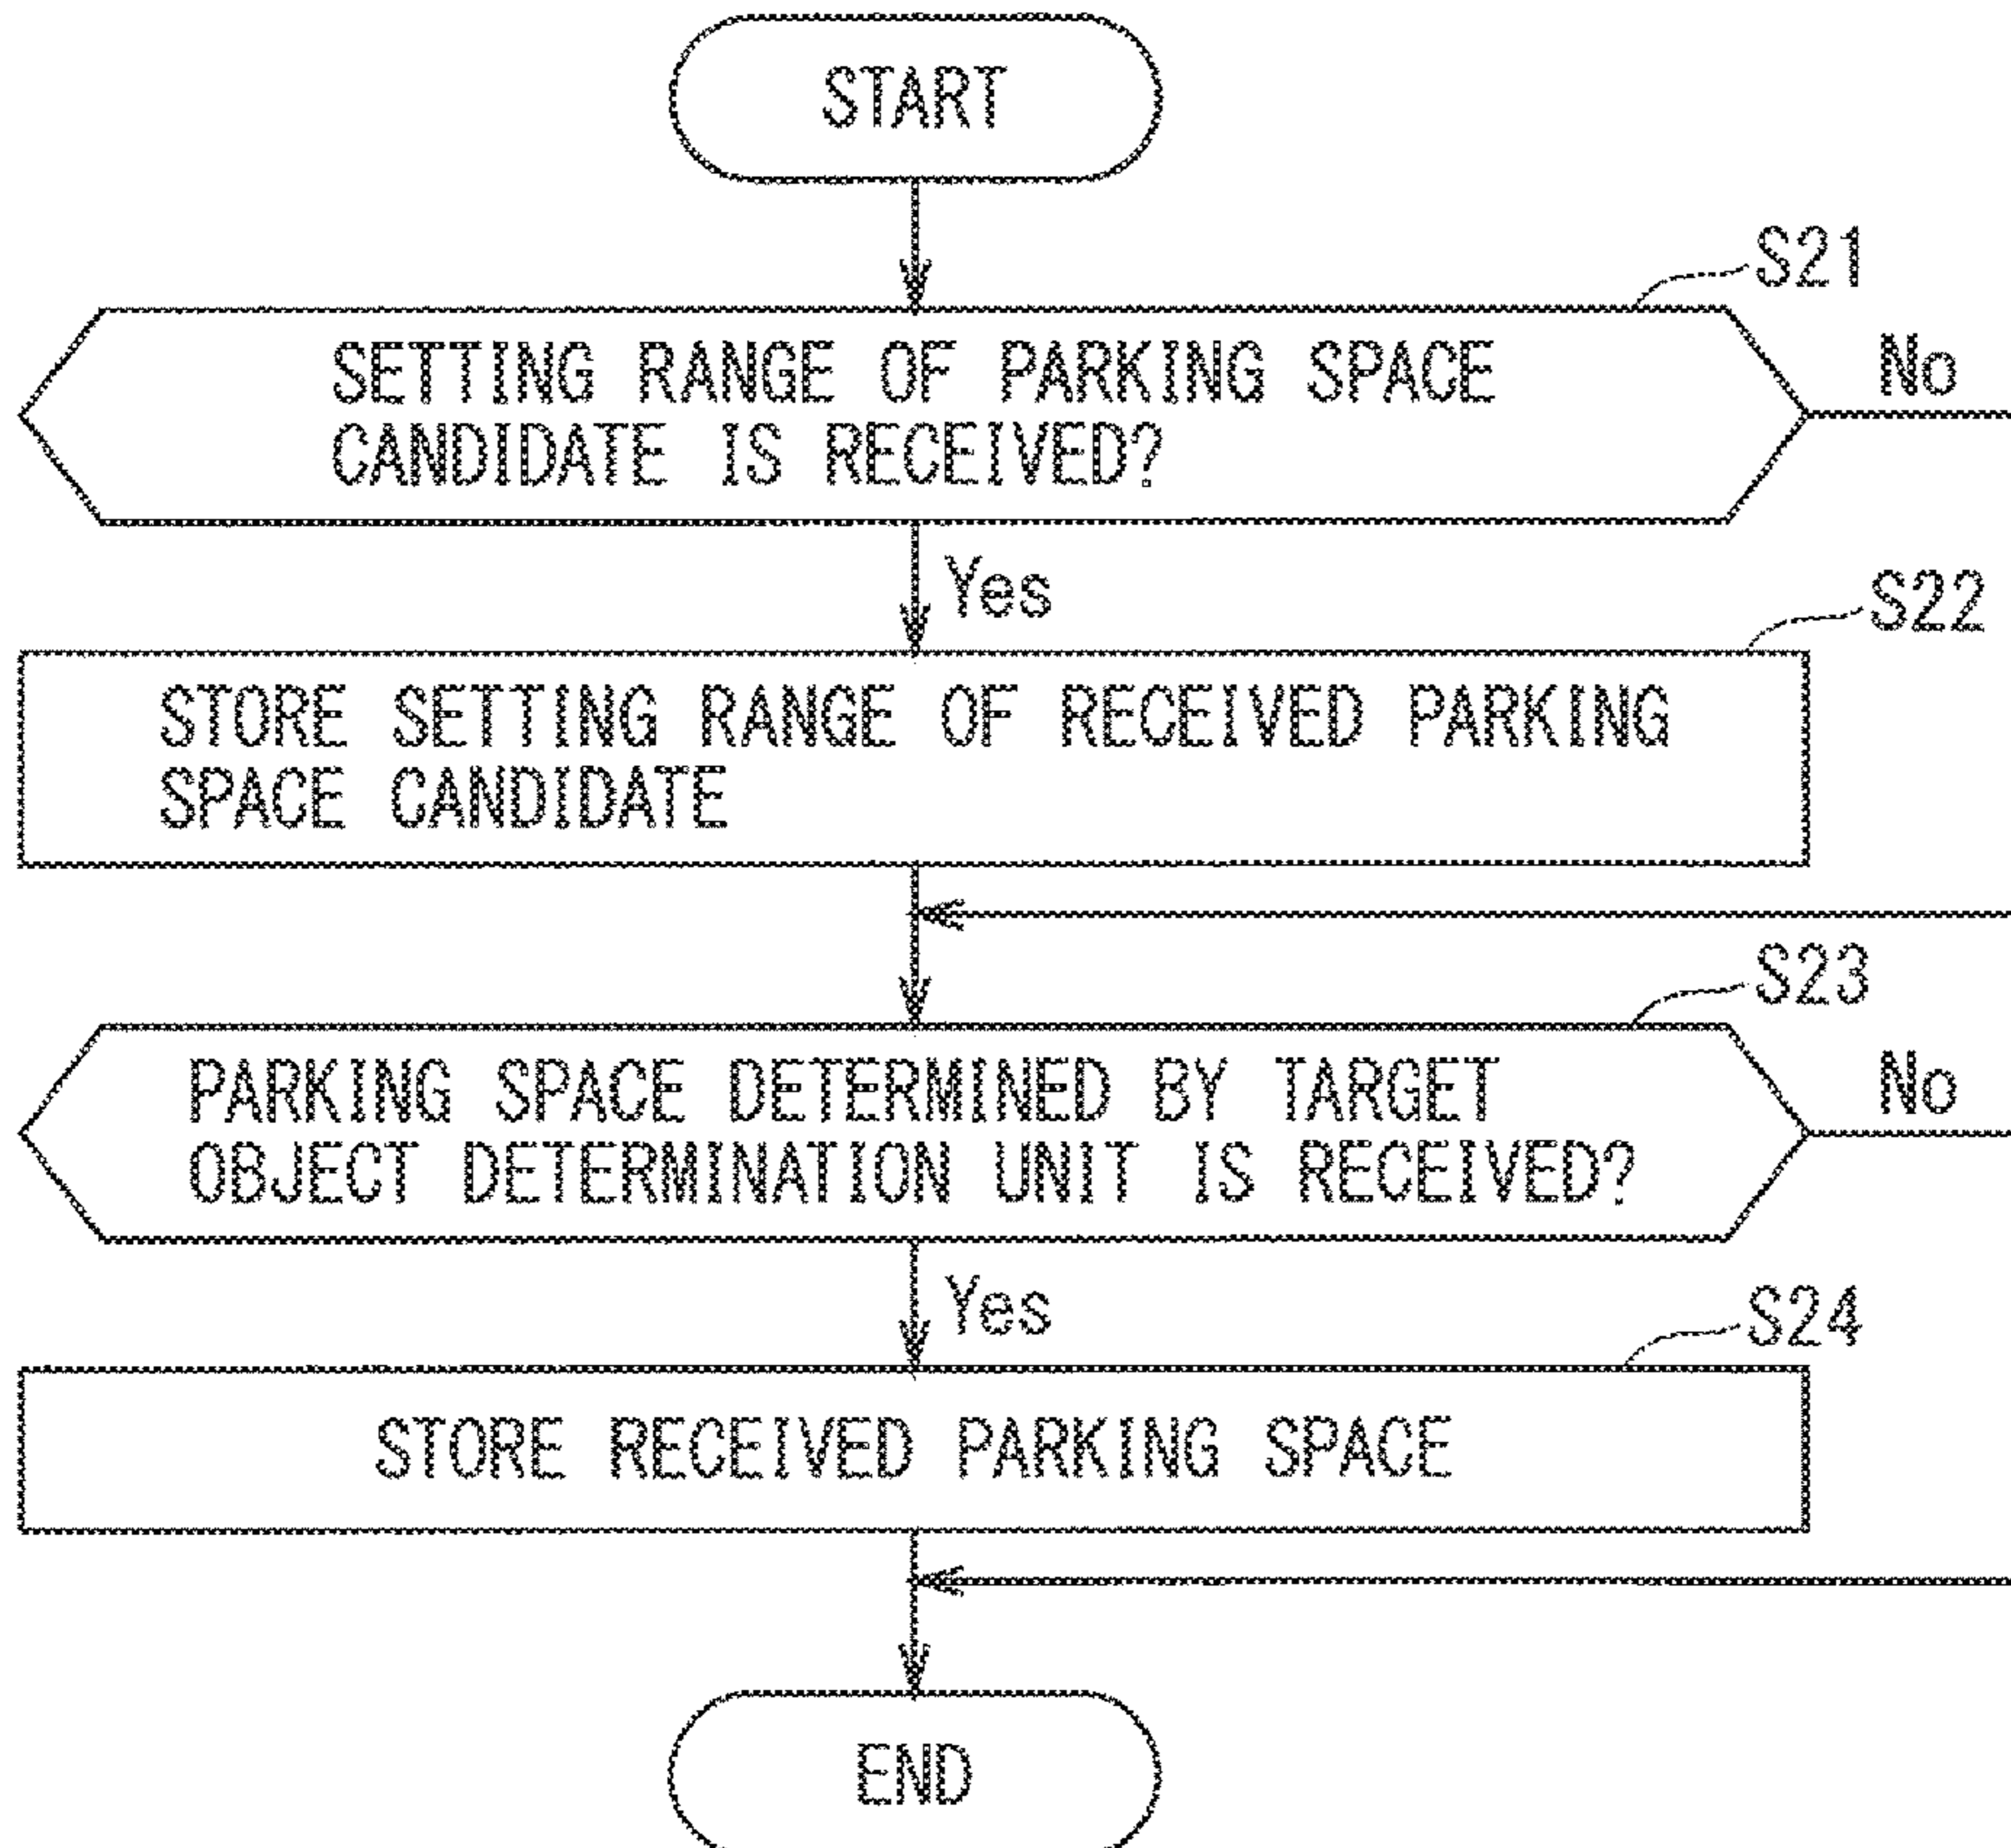 START
S21
SETTING RANGE OF PARKING SPACE
CANDIDATE IS RECEIVED?
No
Yes
S22
STORE SETTING RANGE OF RECEIVED PARKING
SPACE CANDIDATE
S23
PARKING SPACE DETERMINED BY TARGET
OBJECT DETERMINATION UNIT IS RECEIVED?
No
Yes
S24
STORE RECEIVED PARKING SPACE
END